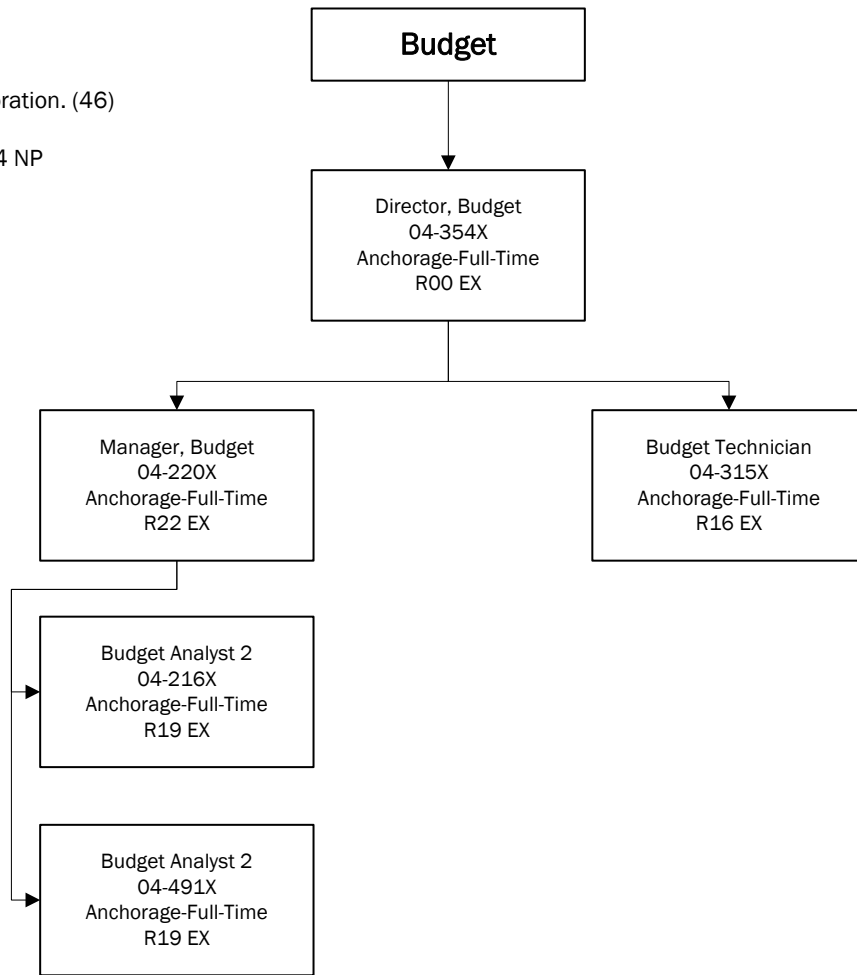 Budget
(46)
NP
Director, Budget
04-354X
Anchorage-Full-Time
R00 EX
Manager, Budget
04-220X
Anchorage-Full-Time
R22 EX
Budget Technician
04-315X
Anchorage-Full-Time
R16 EX
Budget Analyst 2
04-216X
Anchorage-Full-Time
R19 EX
Budget Analyst 2
04-491X
Anchorage-Full-Time
R19 EX